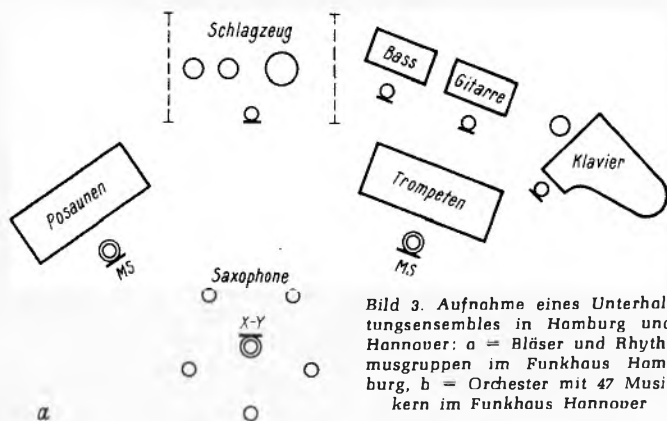 Schlagzeug
Bass
Gitarre
Klavier
Posaunen
Trompeten
MS
MS
Saxophone
X-Y
Bild 3. Aufnahme eines Unterhal-
tungsensembles in Hamburg und
Hannover: a = Bläser und Rhyth-
musgruppen im Funkhaus Ham-
burg, b = Orchester mit 47 Musi-
kern im Funkhaus Hannover
a